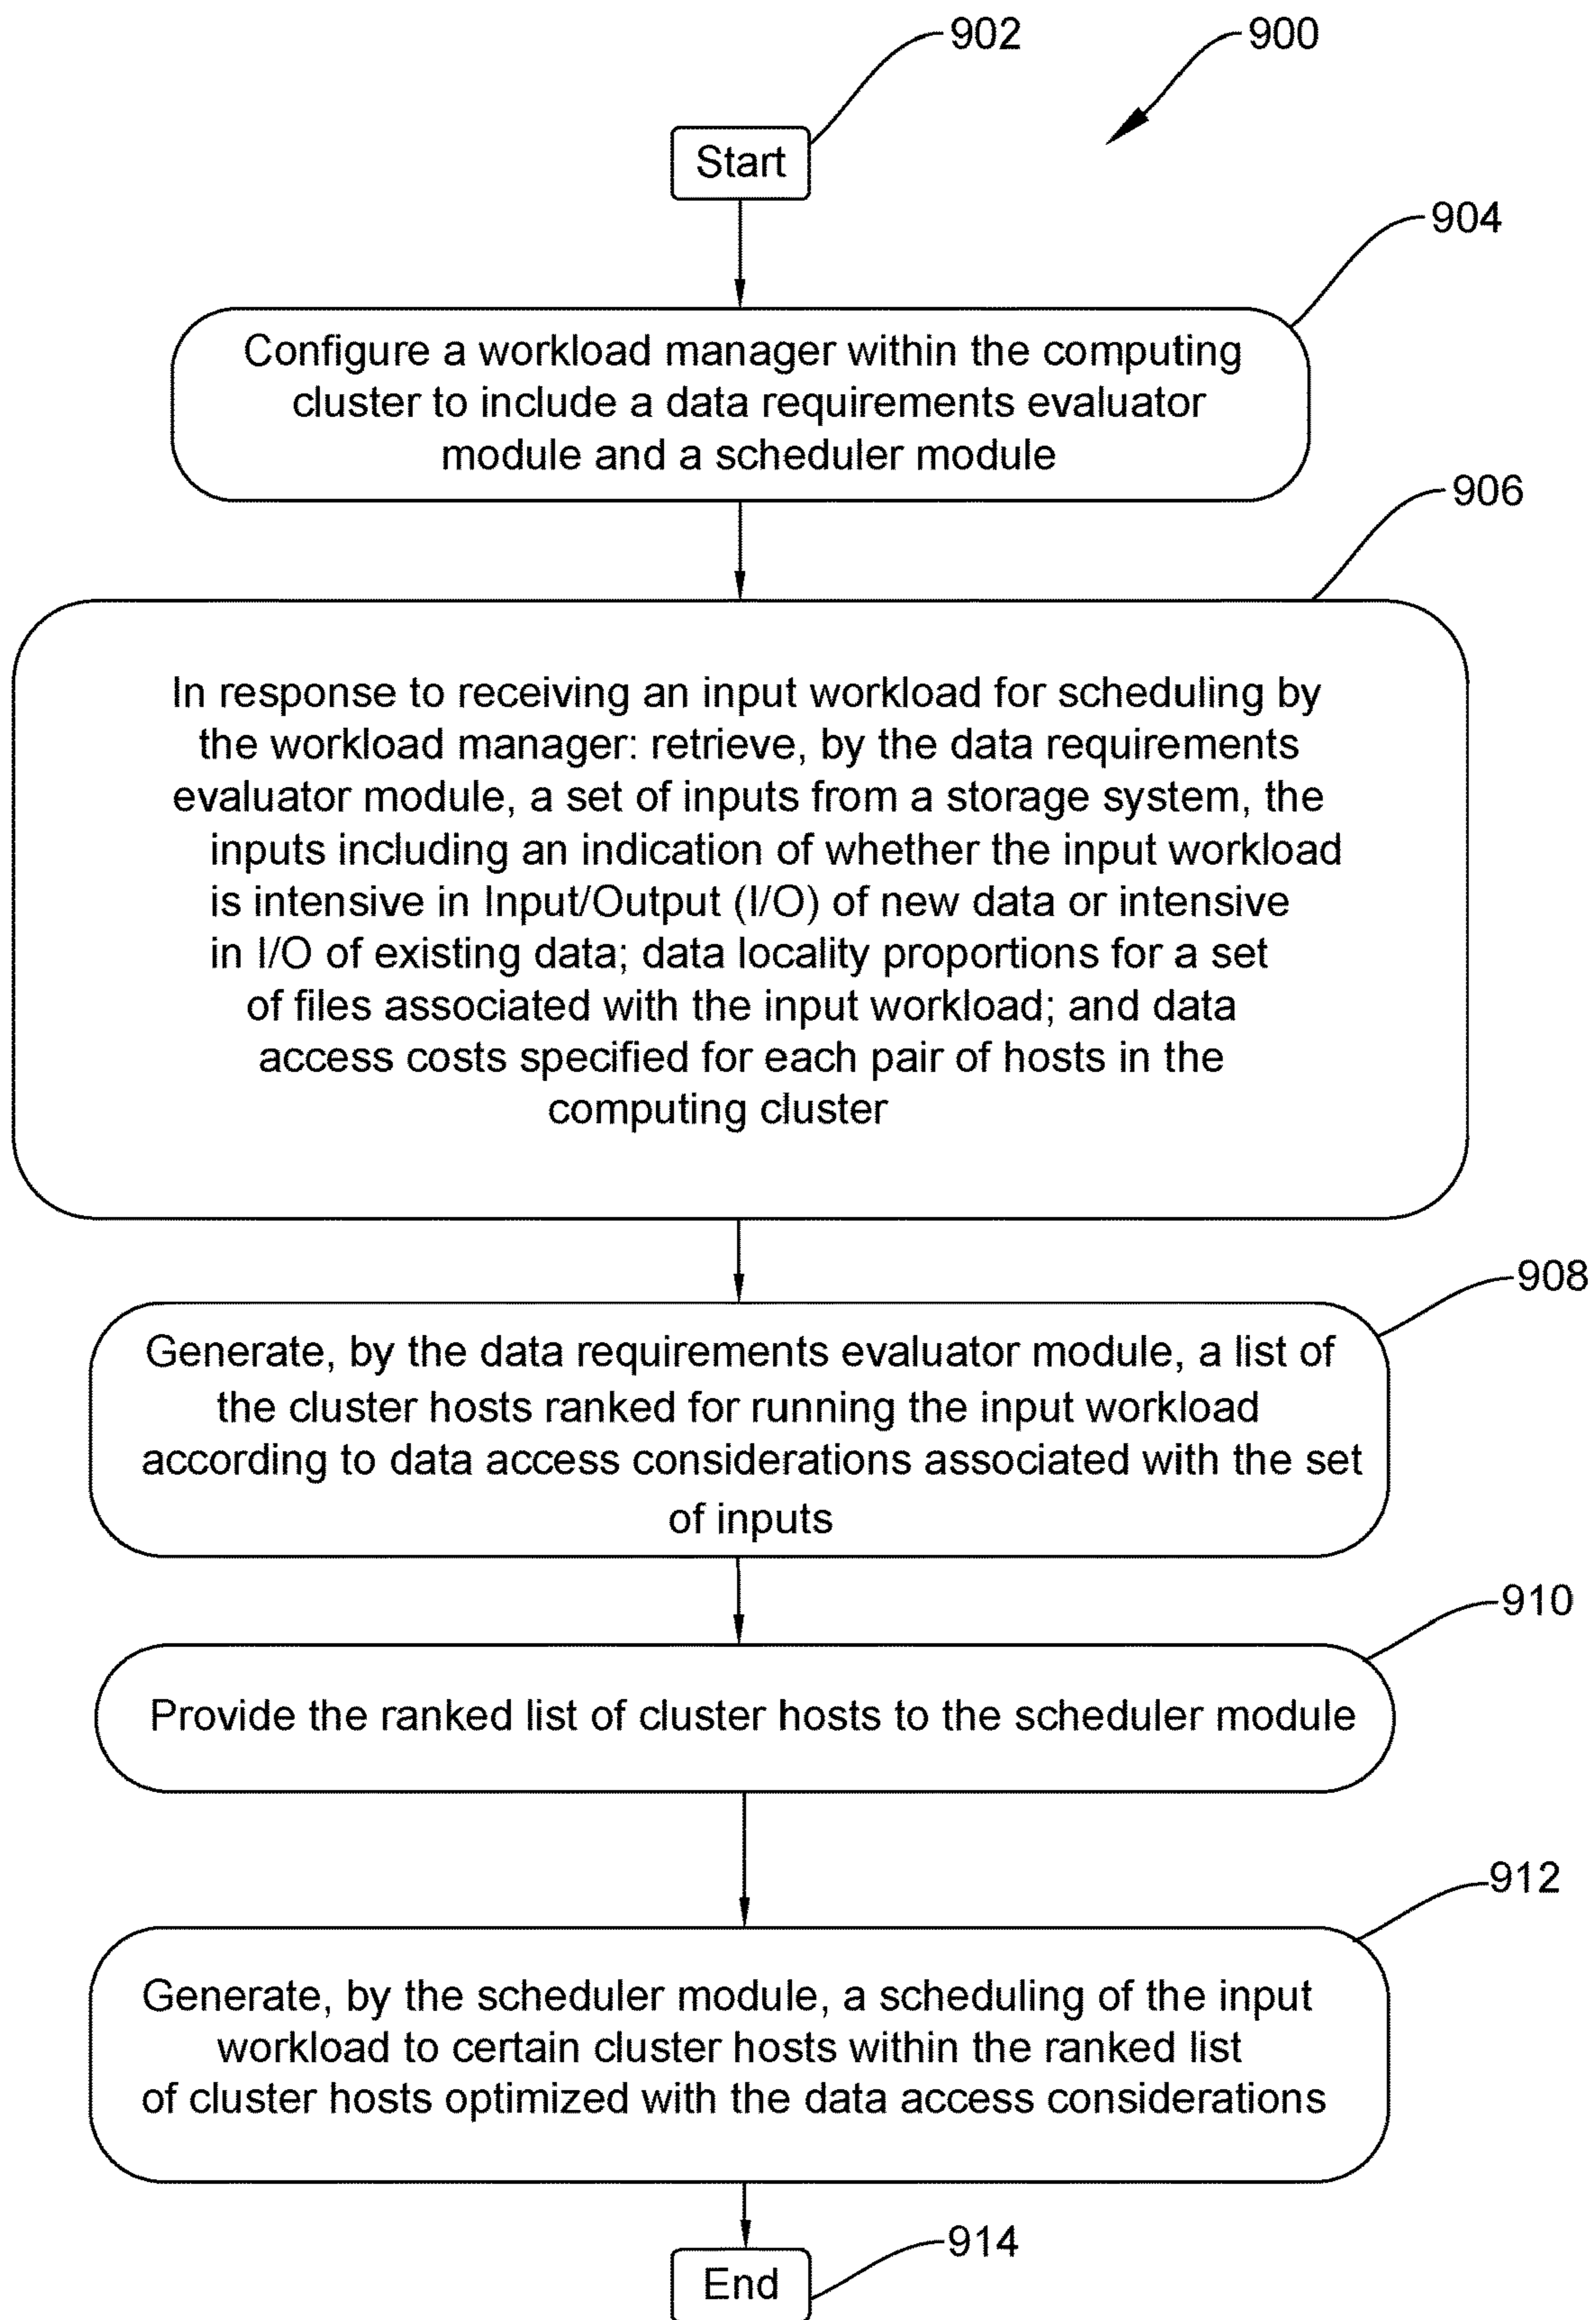 902
900
Start
904
Configure a workload manager within the computing
cluster to include a data requirements evaluator
module and a scheduler module
906
In response to receiving an input workload for scheduling by
the workload manager: retrieve, by the data requirements
evaluator module, a set of inputs from a storage system, the
inputs including an indication of whether the input workload
is intensive in Input/Output (I/O) of new data or intensive
in I/O of existing data; data locality proportions for a set
of files associated with the input workload; and data
access costs specified for each pair of hosts in the
computing cluster
908
Generate, by the data requirements evaluator module, a list of
the cluster hosts ranked for running the input workload
according to data access considerations associated with the set
of inputs
910
Provide the ranked list of cluster hosts to the scheduler module
912
Generate, by the scheduler module, a scheduling of the input
workload to certain cluster hosts within the ranked list
of cluster hosts optimized with the data access considerations
914
End